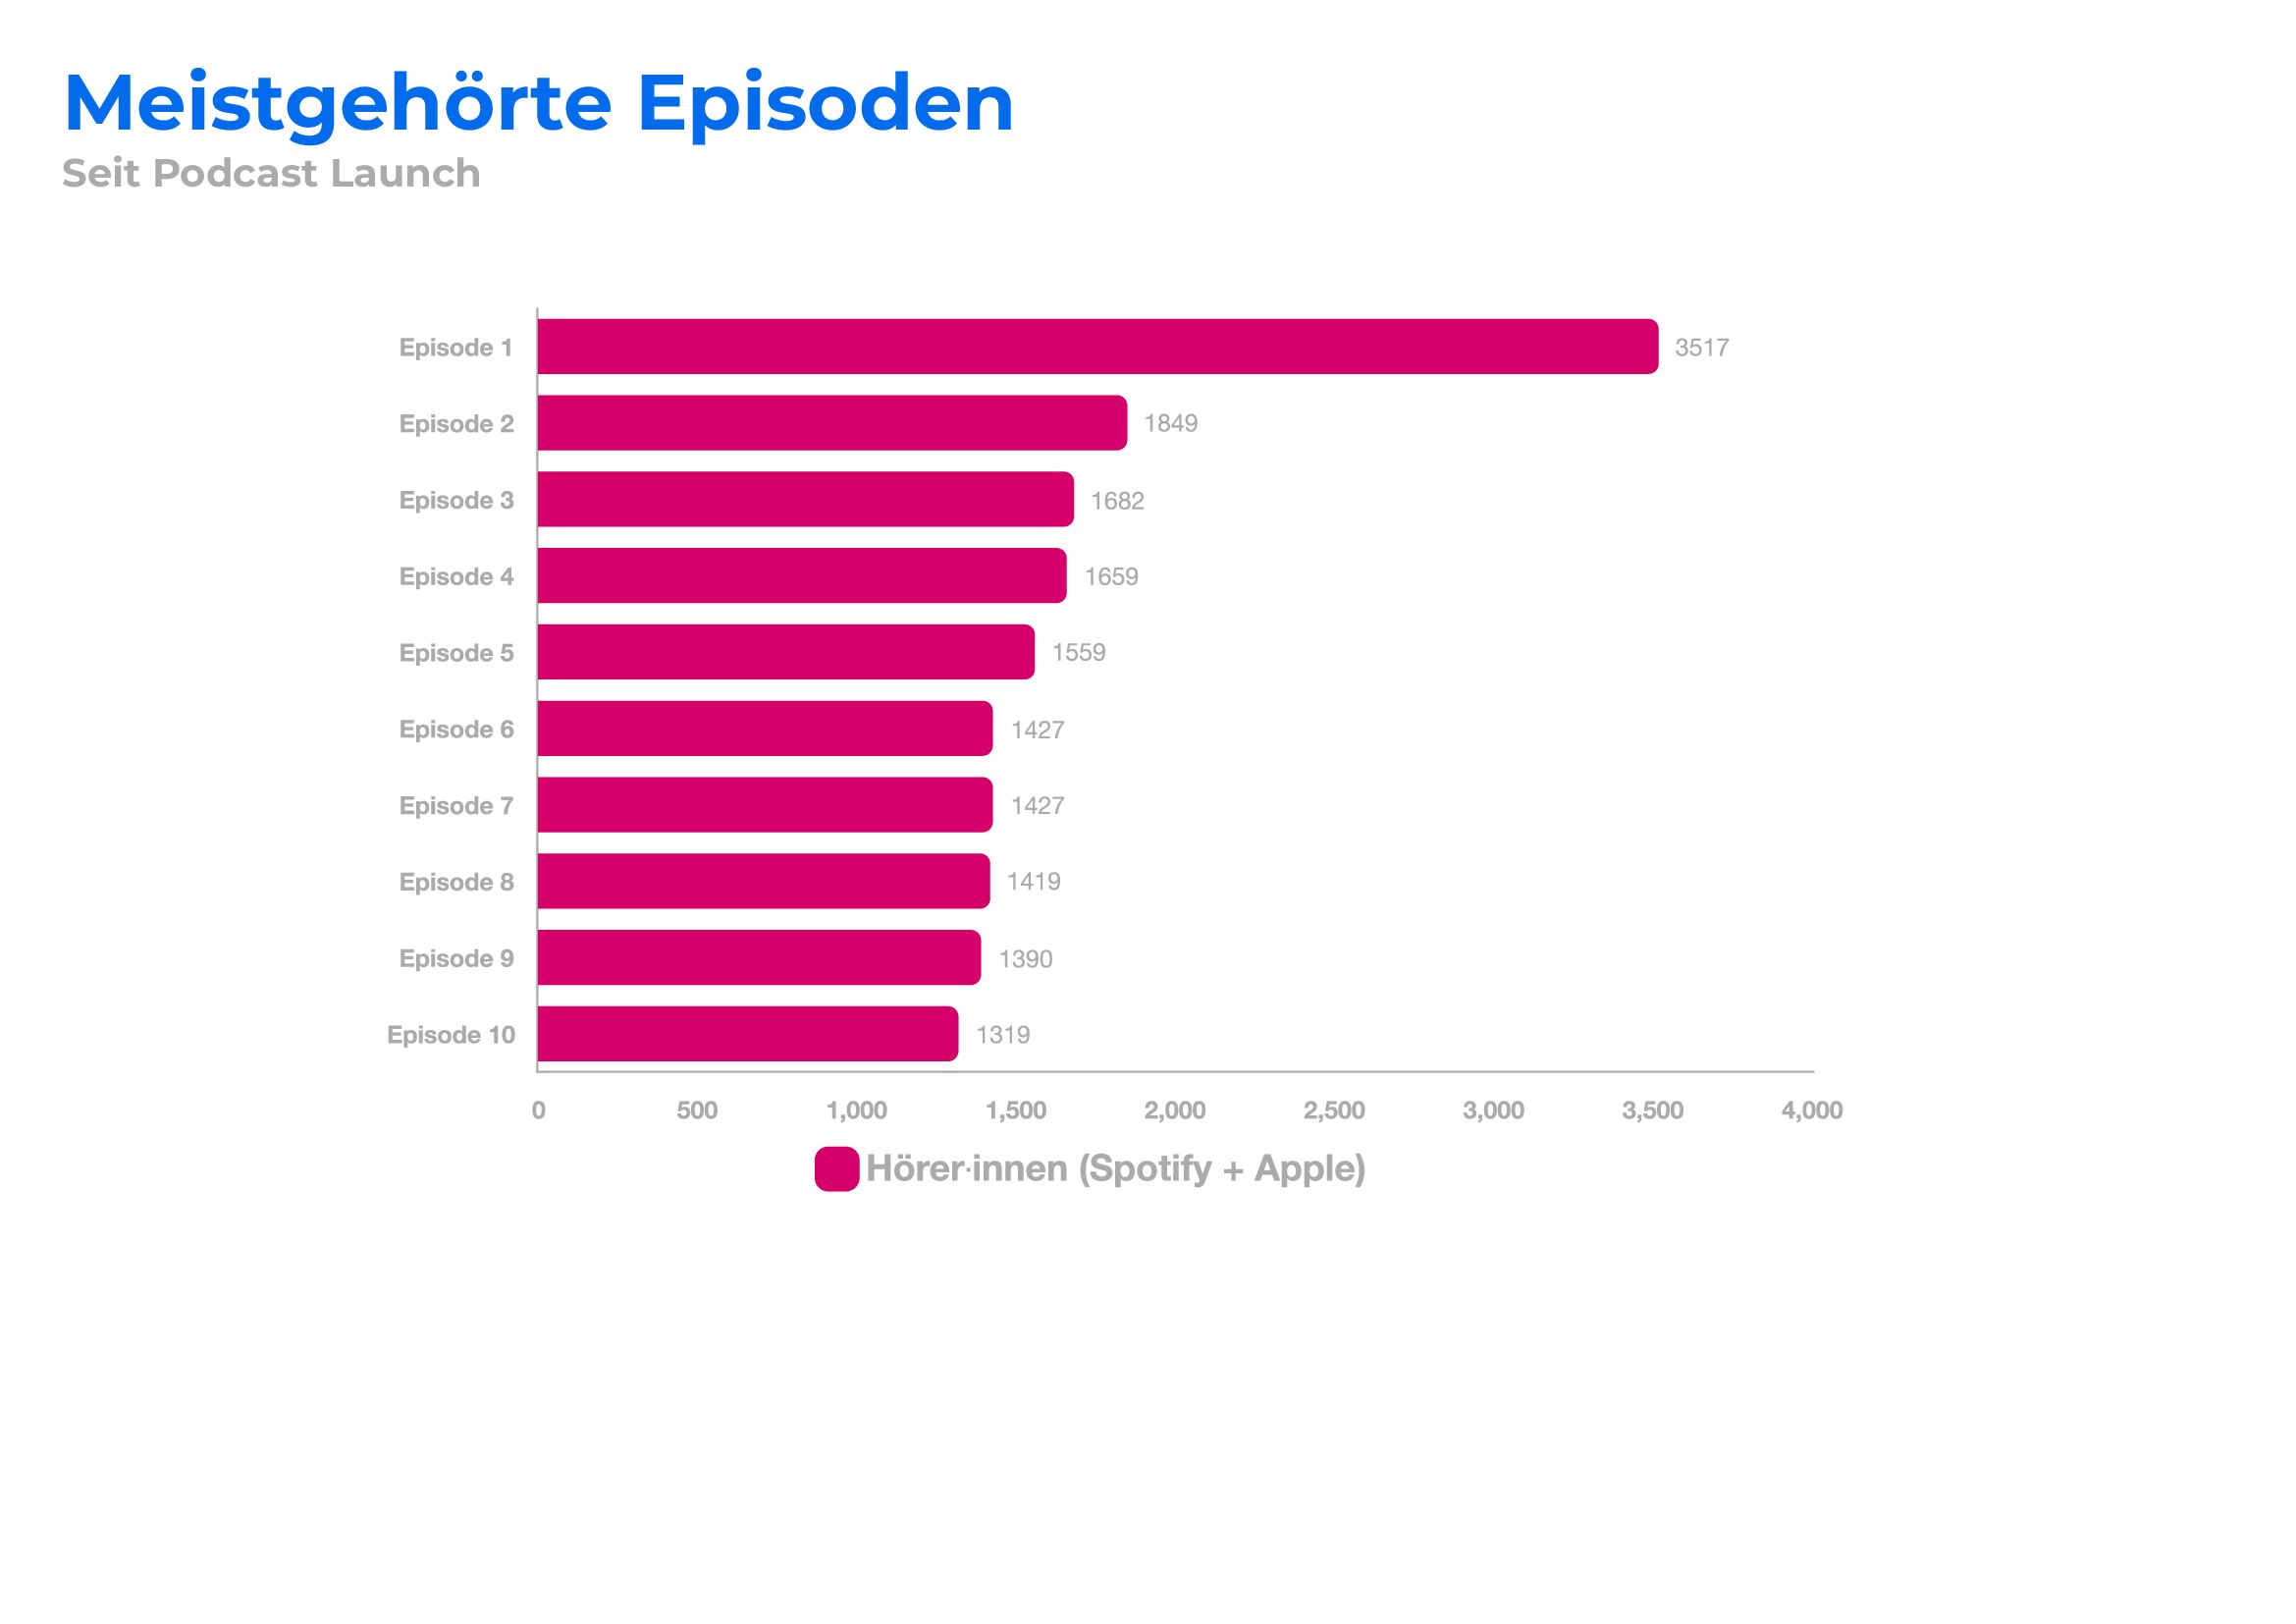 Meistgehörte Episoden
Seit Podcast Launch
Episode 1 3517
Episode 2 1849
Episode 3 1682
Episode 4 1659
Episode 5 1559
Episode 6 1427
Episode 7 1427
Episode 8 1419
Episode 9 1390
Episode 10 1319
0 500 1,000 1,500 2,000 2,500 3,000 3,500 4,000
Hörer·innen (Spotify + Apple)